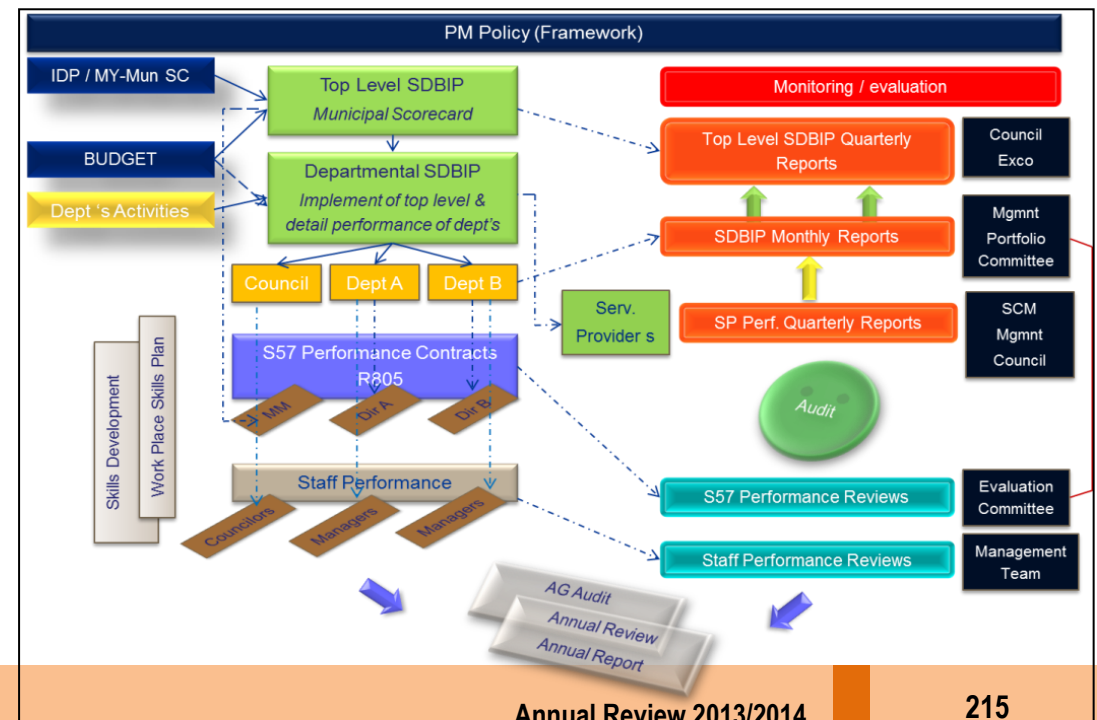 PM Policy (Framework)
IDP / MY-Mun SC
BUDGET
Dept 's Activities
Top Level SDBIP
Municipal Scorecard
Departmental SDBIP
Implement of top level &
detail performance of dept's
Council
Dept A
Dept B
Serv.
Provider s
S57 Performance Contracts
R805
MM
Dir A
Dir B
Skills Development
Work Place Skills Plan
Staff Performance
Councilors
Managers
Managers
Monitoring / evaluation
Top Level SDBIP Quarterly
Reports
Council
Exco
SDBIP Monthly Reports
Mgmnt
Portfolio
Committee
SP Perf. Quarterly Reports
SCM
Mgmnt
Council
Audit
S57 Performance Reviews
Evaluation
Committee
Staff Performance Reviews
Management
Team
AG Audit
Annual Review
Annual Report
Annual Review 2013/2014
215